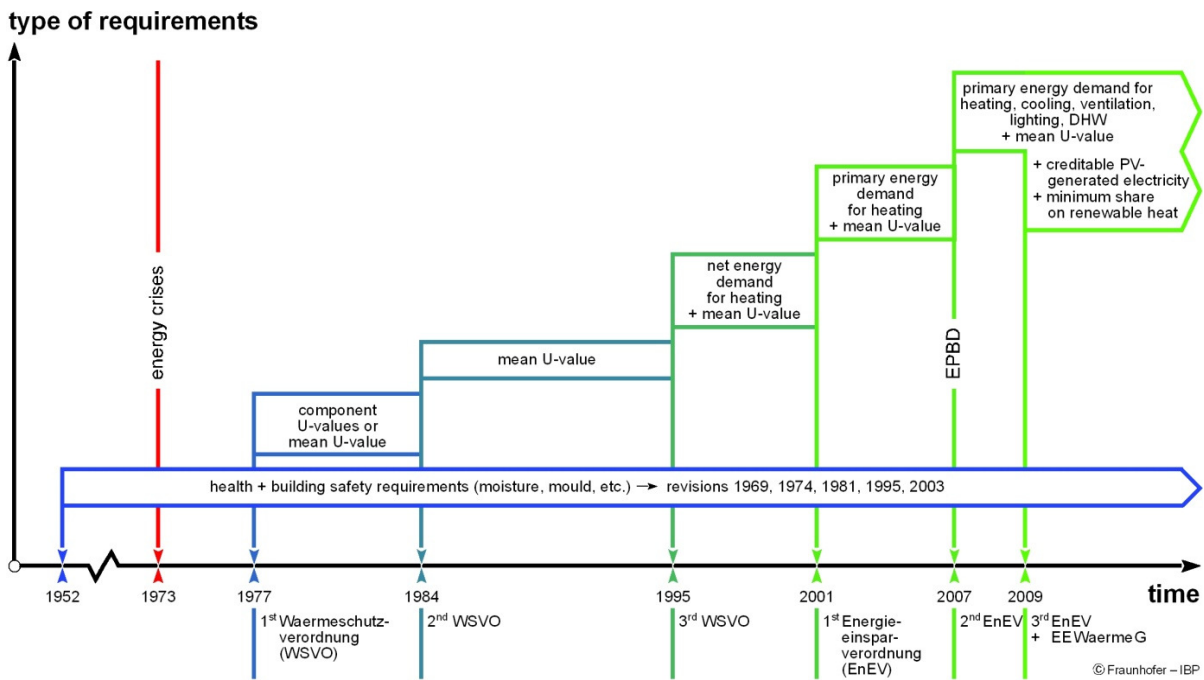 type of requirements
primary energy demand for
heating, cooling, ventilation,
lighting, DHW
+ mean U-value
+ creditable PV-
generated electricity
+ minimum share
on renewable heat
primary energy
demand
for heating
+ mean U-value
net energy
demand
for heating
+ mean U-value
energy crises
EPBD
mean U-value
component
U-values or
mean U-value
health + building safety requirements (moisture, mould, etc.) → revisions 1969, 1974, 1981, 1995, 2003
1952 1973 1977 1984 1995 2001 2007 2009 time
1st Waermeschutz-
verordnung
(WSVO)
2nd WSVO
3rd WSVO
1st Energie-
einspar-
verordnung
(EnEV)
2nd EnEV
3rd EnEV
+ EEWaermeG
© Fraunhofer – IBP